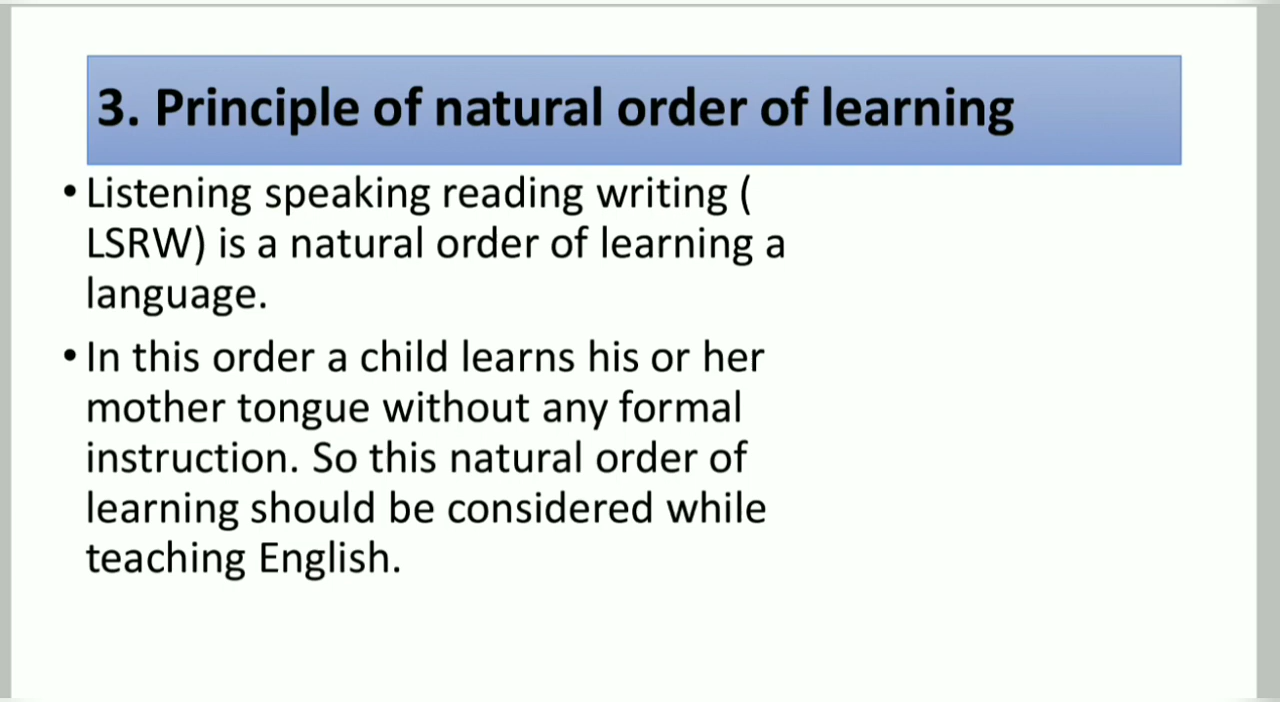 3. Principle of natural order of learning
• Listening speaking reading writing (
LSRW) is a natural order of learning a
language.
• In this order a child learns his or her
mother tongue without any formal
instruction. So this natural order of
learning should be considered while
teaching English.